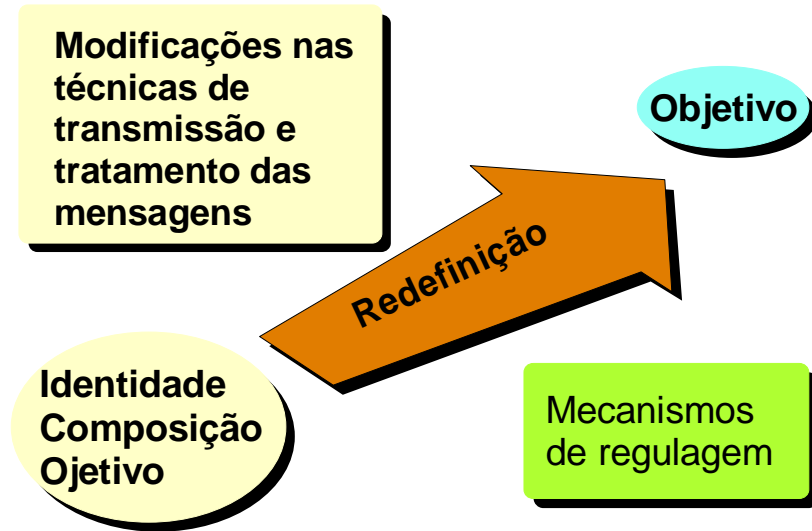 Modificações nas
técnicas de
transmissão e
tratamento das
mensagens
Objetivo
Redefinição
Identidade
Composição
Ojetivo
Mecanismos
de regulagem